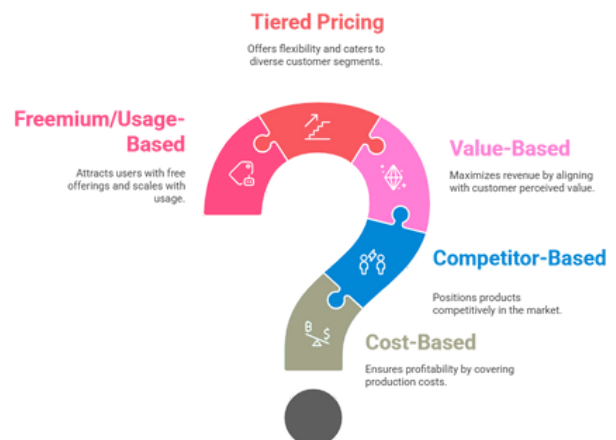 Tiered Pricing
Offers flexibility and caters to
diverse customer segments.
Freemium/Usage-
Based
Attracts users with free
offerings and scales with
usage.
Value-Based
Maximizes revenue by aligning
with customer perceived value.
Competitor-Based
Positions products
competitively in the market.
Cost-Based
Ensures profitability by covering
production costs.
B
S